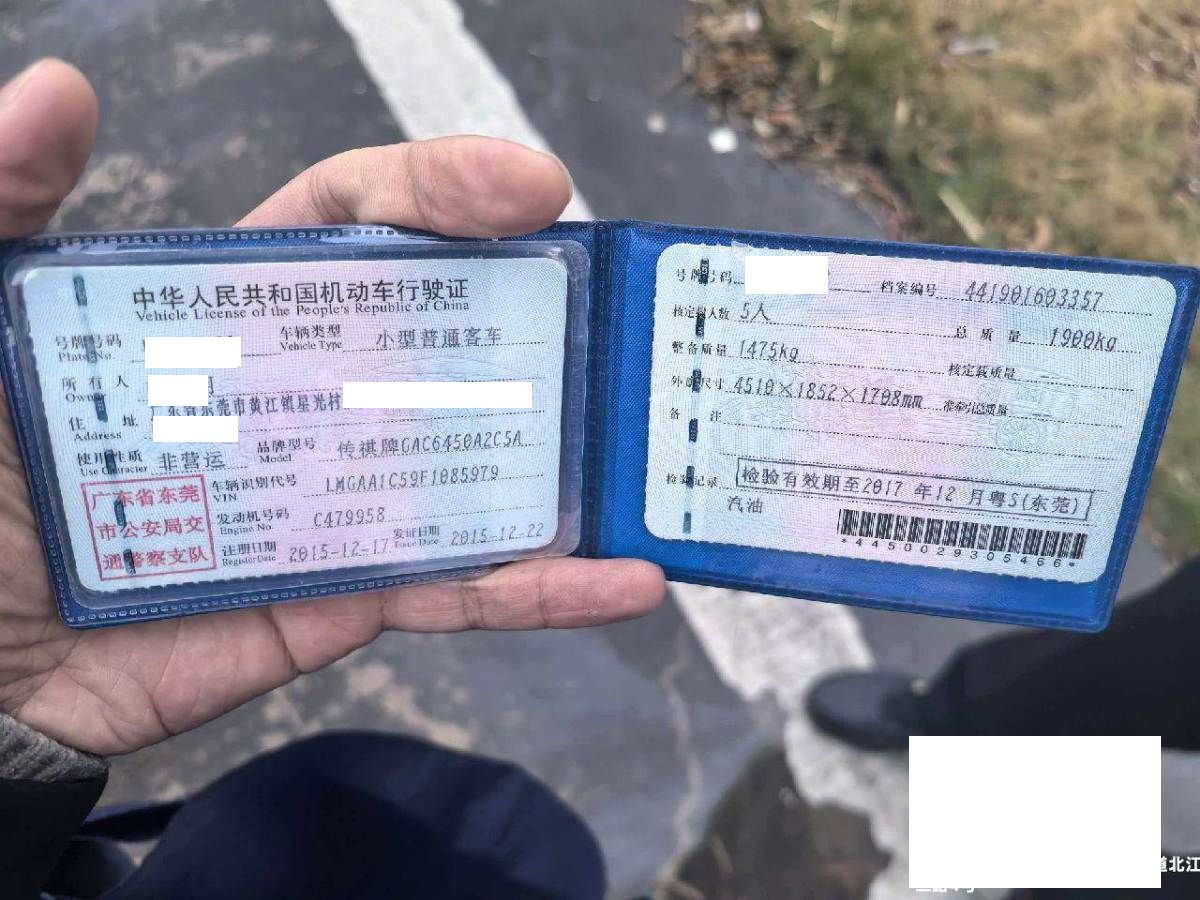 中华人民共和国机动车行驶证
Vehicle License of the People's Republic of China
号牌号码
Plate No.
车辆类型 小型普通客车
Vehicle Type
所有人
Owner
住址 广东省东莞市黄江镇星光村
Address
使用性质 非营运
Use Character
品牌型号 传祺牌GAC6450A2C5A
Model
车辆识别代号 LMGAA1C59F1085979
VIN
发动机号码 C479958
Engine No.
注册日期 2015-12-17
Register Date
发证日期 2015-12-22
Issue Date
广东省东莞
市公安局交
通警察支队
号牌号码
档案编号 441901603357
核定载人数 5人
总质量 1900kg
整备质量 1475kg
核定载质量
外廓尺寸 4510×1852×1708mm
准牵引总质量
备注
检验记录 检验有效期至2017年12月粤S(东莞)
汽油
*4450029305466*
道北江